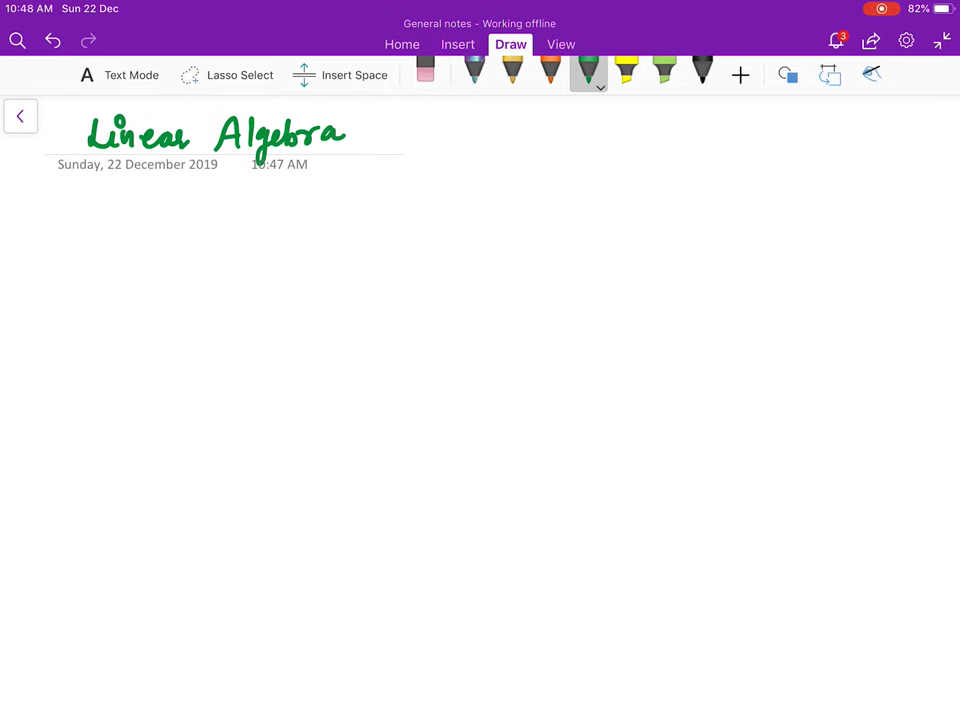 10:48 AM Sun 22 Dec 82%
General notes - Working offline
Home Insert Draw View 3
A Text Mode Lasso Select Insert Space
Linear Algebra
Sunday, 22 December 2019 10:47 AM